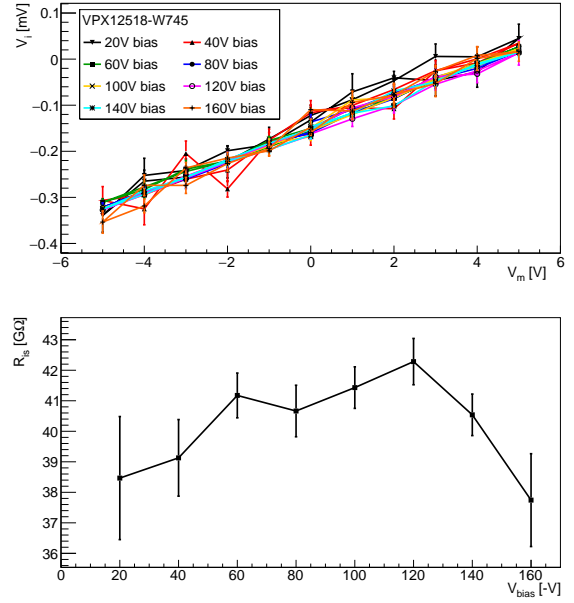 V_i [mV]
0.1
0
−0.1
−0.2
−0.3
−0.4
VPX12518-W745
20V bias 40V bias
60V bias 80V bias
100V bias 120V bias
140V bias 160V bias
−6 −4 −2 0 2 4 6
V_m [V]
R_is [GΩ]
43
42
41
40
39
38
37
36
0 20 40 60 80 100 120 140 160
V_bias [-V]